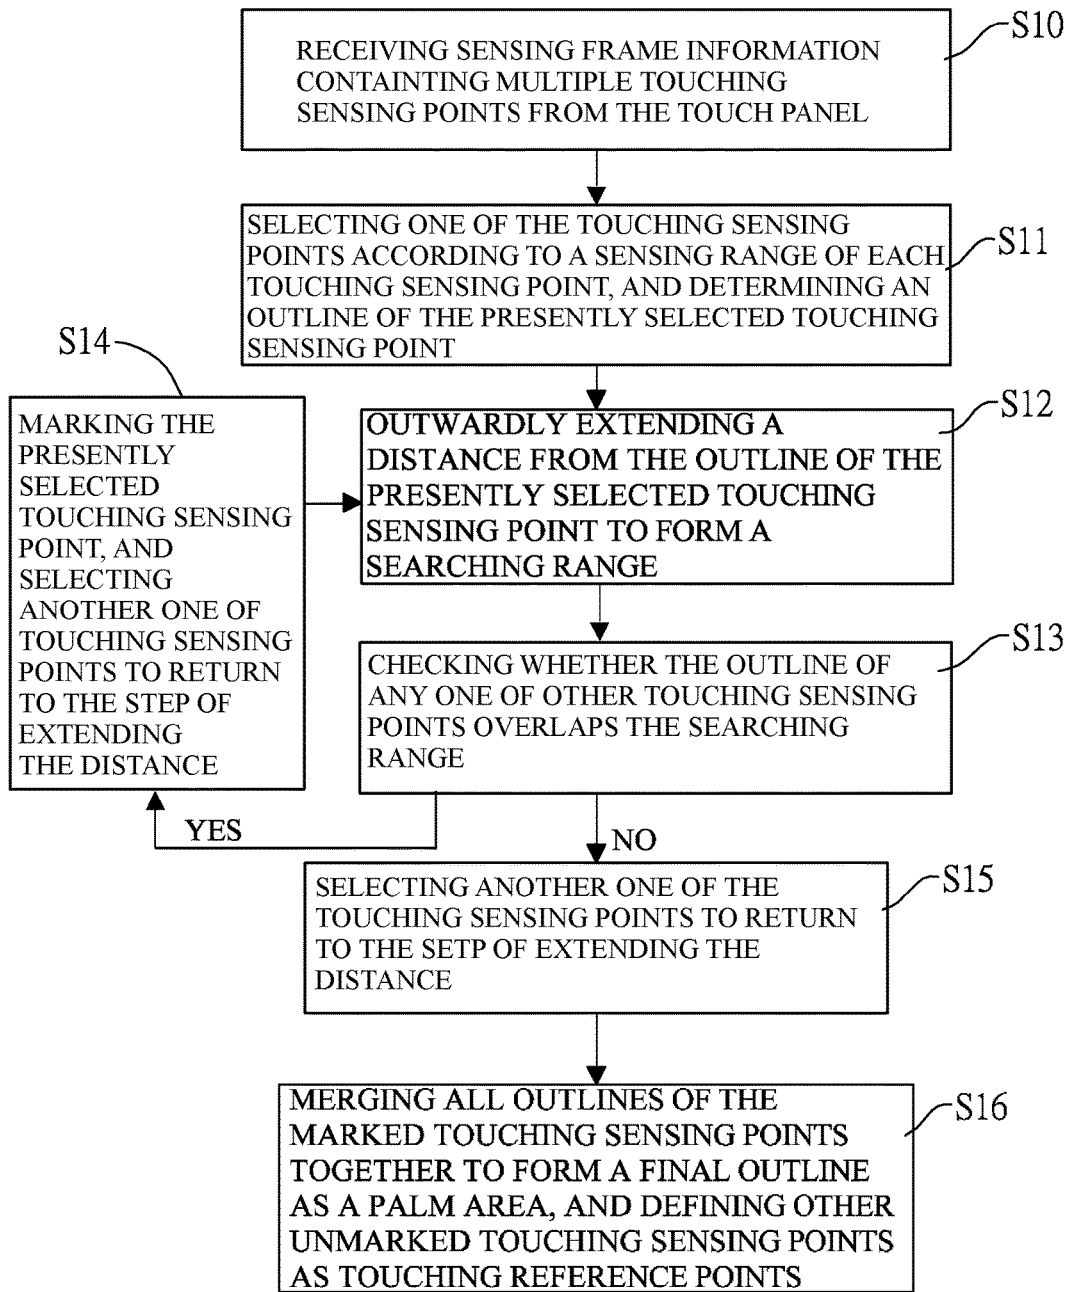 S10
RECEIVING SENSING FRAME INFORMATION
CONTAINTING MULTIPLE TOUCHING
SENSING POINTS FROM THE TOUCH PANEL
S11
SELECTING ONE OF THE TOUCHING SENSING
POINTS ACCORDING TO A SENSING RANGE OF EACH
TOUCHING SENSING POINT, AND DETERMINING AN
OUTLINE OF THE PRESENTLY SELECTED TOUCHING
SENSING POINT
S14
MARKING THE
PRESENTLY
SELECTED
TOUCHING SENSING
POINT, AND
SELECTING
ANOTHER ONE OF
TOUCHING SENSING
POINTS TO RETURN
TO THE STEP OF
EXTENDING
THE DISTANCE
S12
OUTWARDLY EXTENDING A
DISTANCE FROM THE OUTLINE OF THE
PRESENTLY SELECTED TOUCHING
SENSING POINT TO FORM A
SEARCHING RANGE
S13
CHECKING WHETHER THE OUTLINE OF
ANY ONE OF OTHER TOUCHING SENSING
POINTS OVERLAPS THE SEARCHING
RANGE
YES
NO
S15
SELECTING ANOTHER ONE OF THE
TOUCHING SENSING POINTS TO RETURN
TO THE SETP OF EXTENDING THE
DISTANCE
S16
MERGING ALL OUTLINES OF THE
MARKED TOUCHING SENSING POINTS
TOGETHER TO FORM A FINAL OUTLINE
AS A PALM AREA, AND DEFINING OTHER
UNMARKED TOUCHING SENSING POINTS
AS TOUCHING REFERENCE POINTS